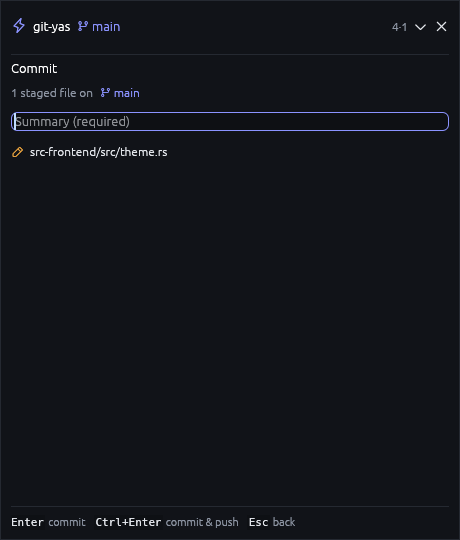 git-yas main 4·1
Commit
1 staged file on main
Summary (required)
src-frontend/src/theme.rs
Enter commit Ctrl+Enter commit & push Esc back